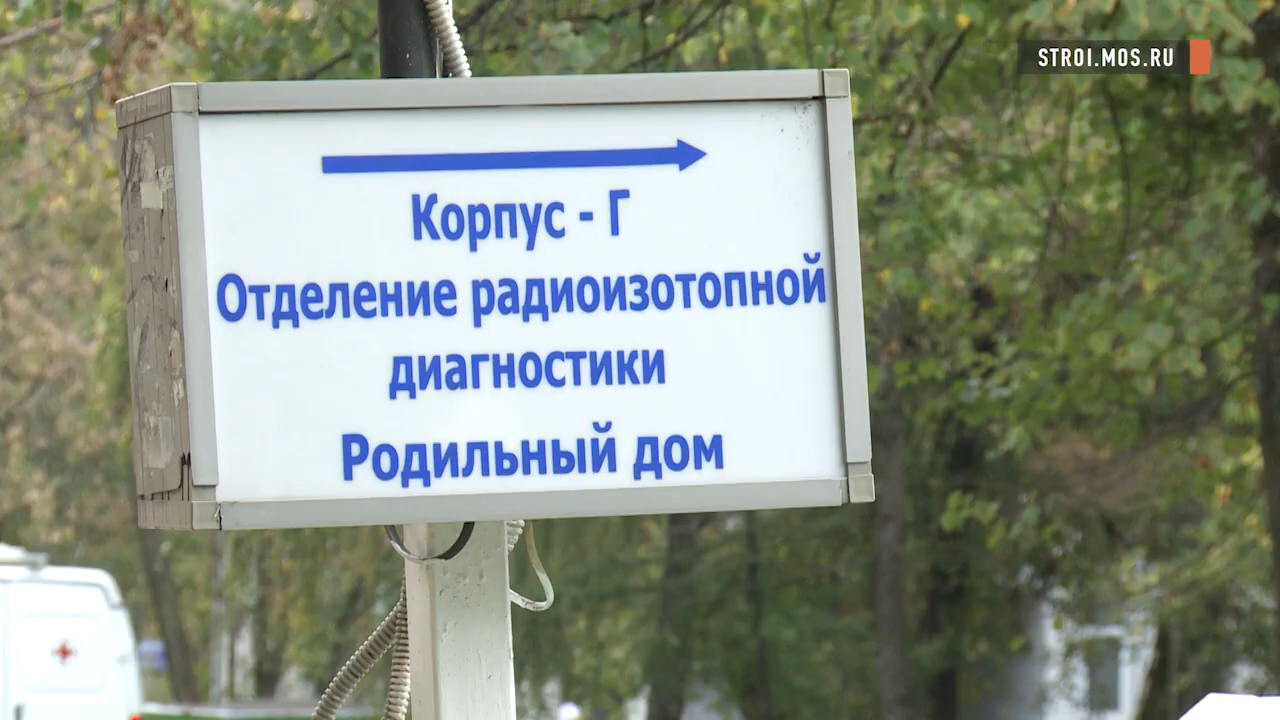 STROI.MOS.RU
Корпус - Г
Отделение радиоизотопной
диагностики
Родильный дом